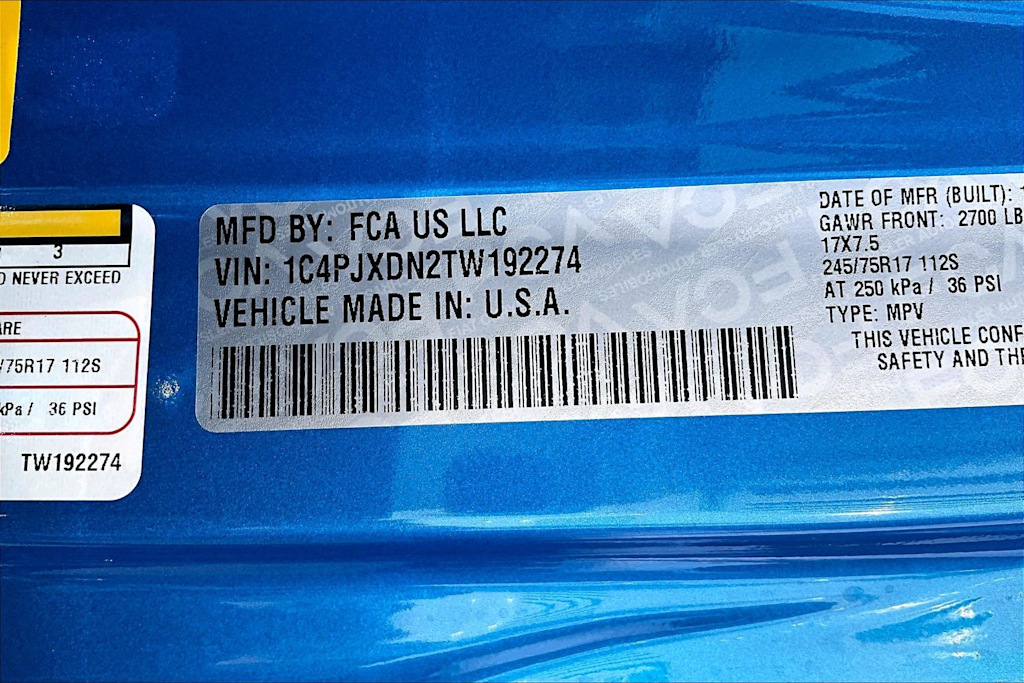 3
D NEVER EXCEED
ARE
/75R17 112S
kPa / 36 PSI
TW192274
MFD BY: FCA US LLC
VIN: 1C4PJXDN2TW192274
VEHICLE MADE IN: U.S.A.
DATE OF MFR (BUILT): 1
GAWR FRONT: 2700 LB
17X7.5
245/75R17 112S
AT 250 kPa / 36 PSI
TYPE: MPV
THIS VEHICLE CONF
SAFETY AND THE